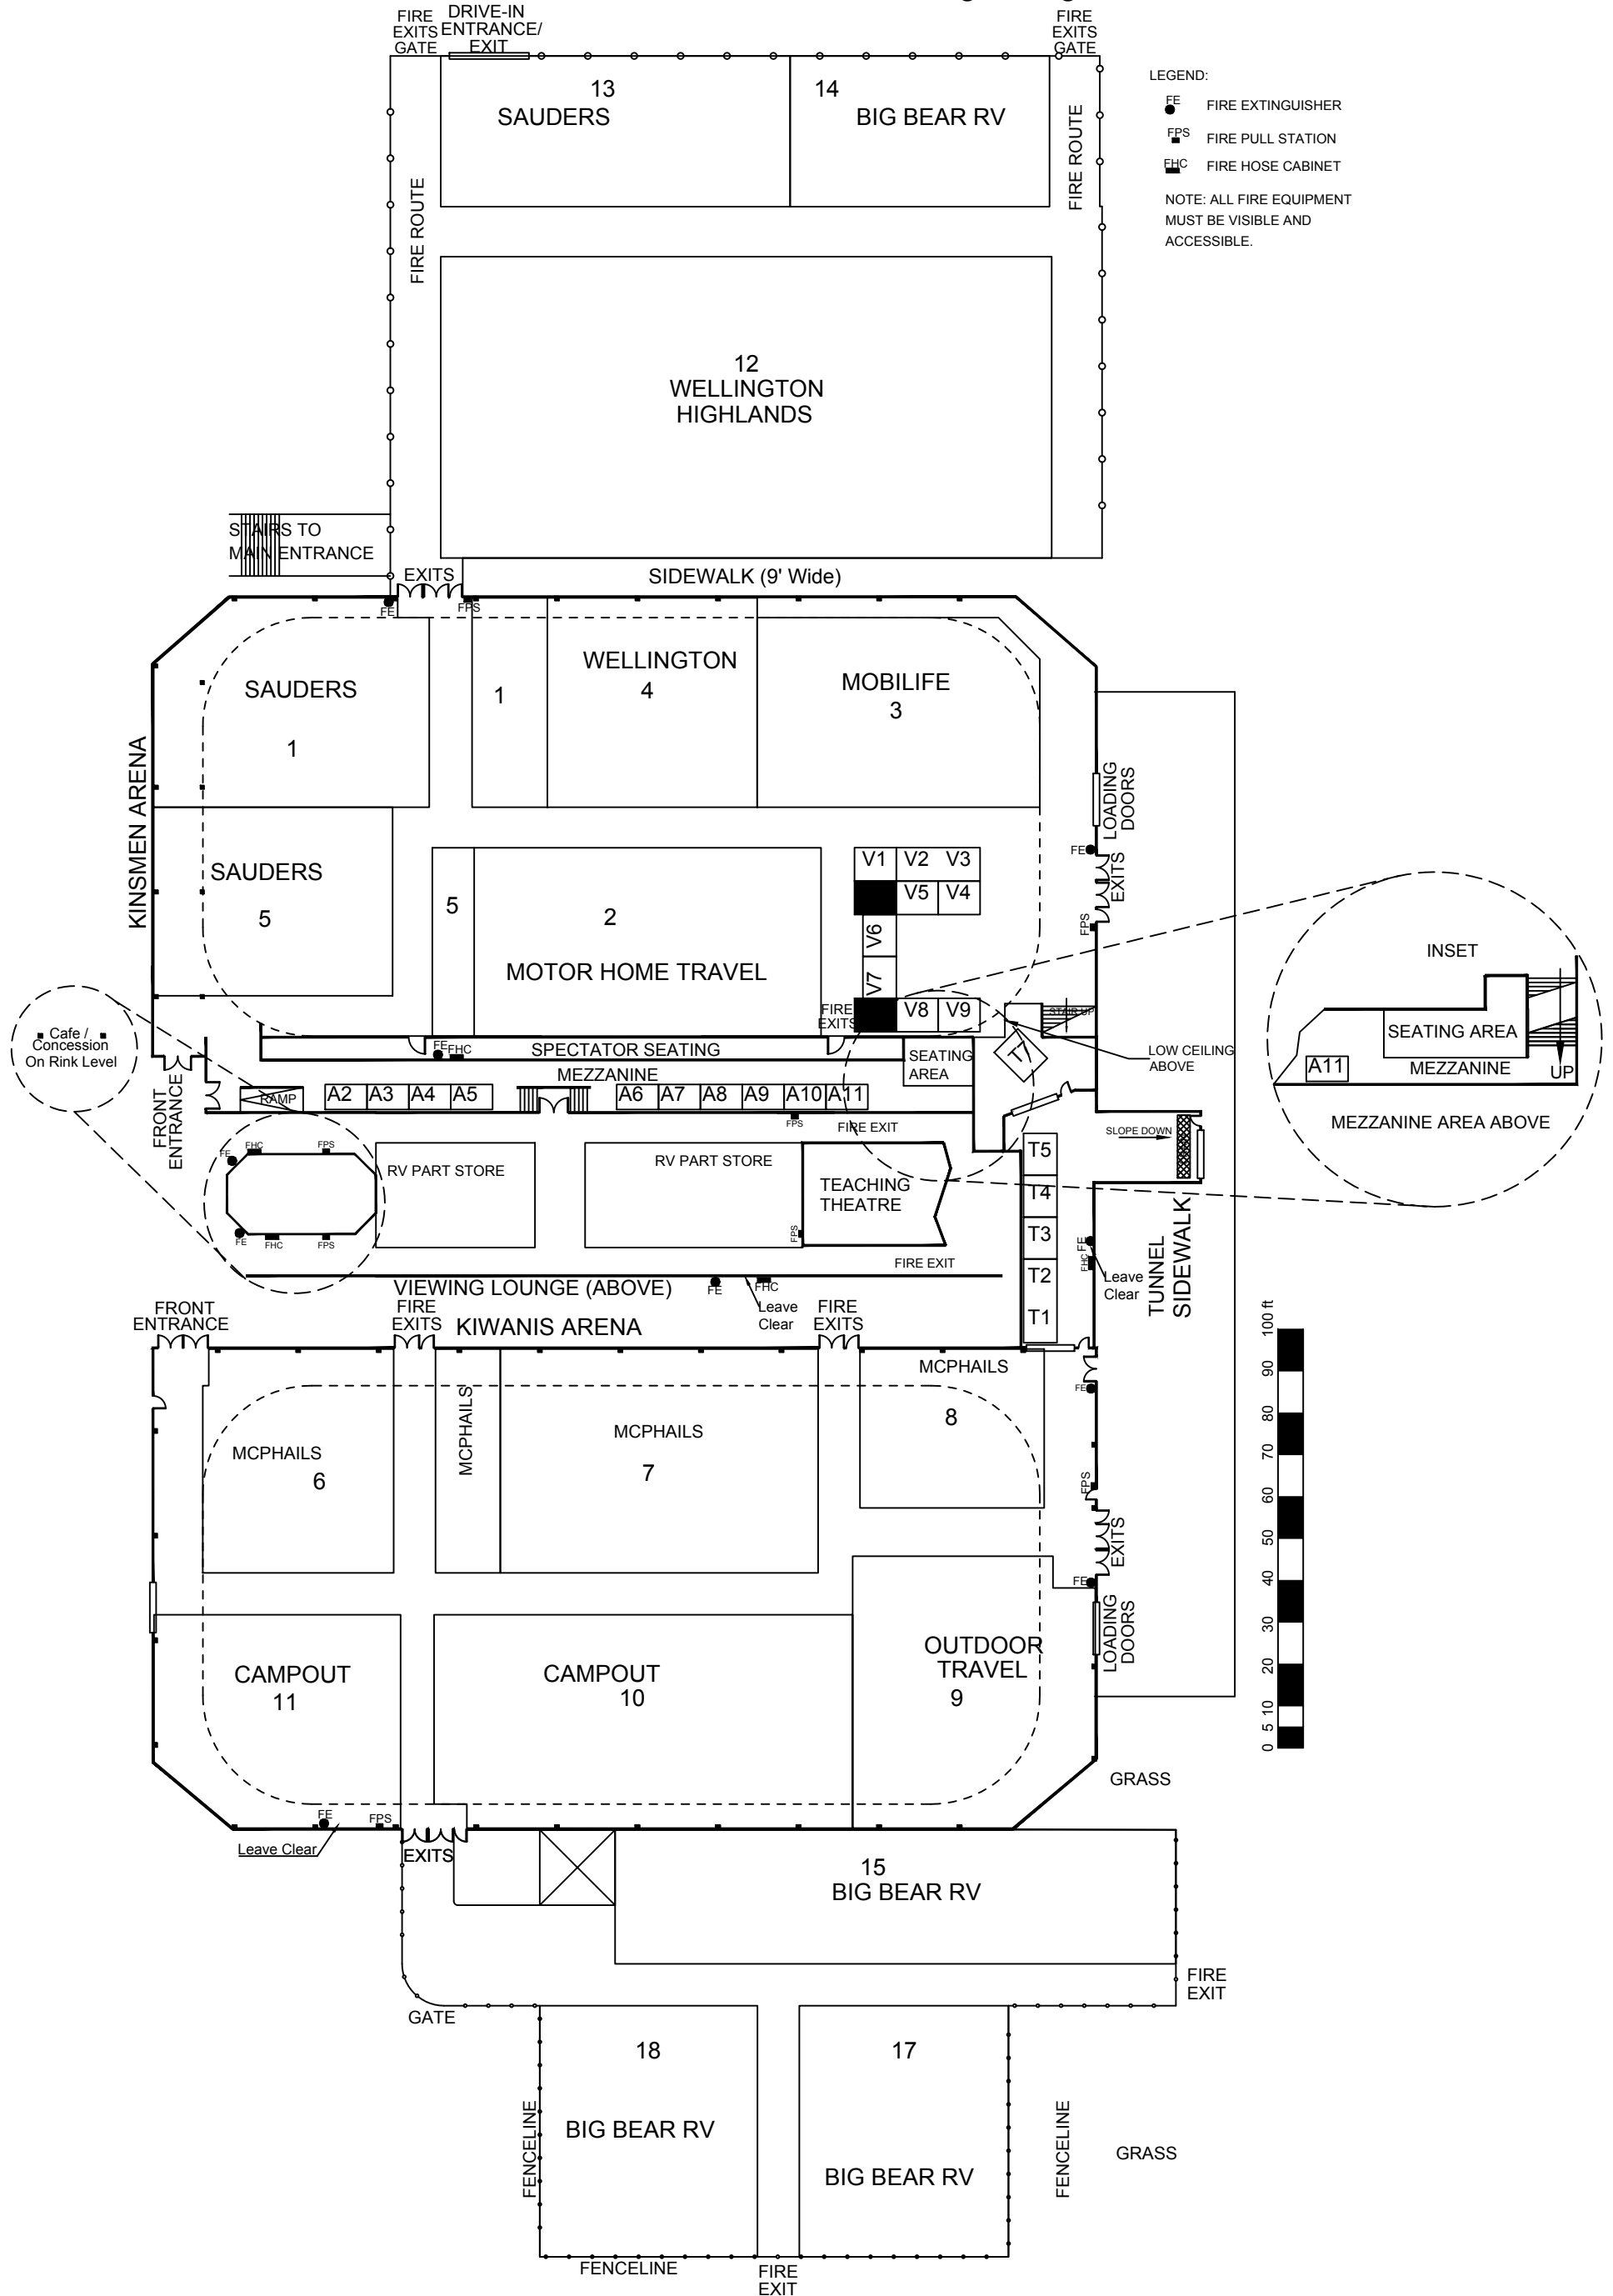 FIRE
EXITS
GATE
DRIVE-IN
ENTRANCE/
EXIT
FIRE
EXITS
GATE
13
SAUDERS
14
BIG BEAR RV
FIRE ROUTE
FIRE ROUTE
LEGEND:
FE
FIRE EXTINGUISHER
FPS
FIRE PULL STATION
FHC
FIRE HOSE CABINET
NOTE: ALL FIRE EQUIPMENT
MUST BE VISIBLE AND
ACCESSIBLE.
12
WELLINGTON
HIGHLANDS
STAIRS TO
MAIN ENTRANCE
EXITS
SIDEWALK (9' Wide)
FE
FPS
SAUDERS
1
1
WELLINGTON
4
MOBILIFE
3
KINSMEN ARENA
LOADING
DOORS
SAUDERS
5
5
2
MOTOR HOME TRAVEL
V1
V2
V3
V5
V4
V6
V7
FIRE
EXITS
V8
V9
FE
EXITS
FPS
STAIR UP
INSET
SEATING AREA
A11
MEZZANINE
UP
MEZZANINE AREA ABOVE
Cafe /
Concession
On Rink Level
FE
FHC
SPECTATOR SEATING
SEATING
AREA
T7
LOW CEILING
ABOVE
MEZZANINE
FRONT
ENTRANCE
RAMP
A2
A3
A4
A5
A6
A7
A8
A9
A10
A11
FPS
FIRE EXIT
SLOPE DOWN
FE
FHC
FPS
RV PART STORE
RV PART STORE
TEACHING
THEATRE
T5
T4
T3
T2
T1
FE
FHC
FPS
FPS
FIRE EXIT
FE
FHC
Leave
Clear
TUNNEL
SIDEWALK
VIEWING LOUNGE (ABOVE)
FE
FHC
Leave
Clear
FRONT
ENTRANCE
FIRE
EXITS
KIWANIS ARENA
FIRE
EXITS
100 ft
90
80
70
60
50
40
30
20
10
5
0
MCPHAILS
6
MCPHAILS
MCPHAILS
7
MCPHAILS
8
FE
FPS
EXITS
FE
LOADING
DOORS
CAMPOUT
11
CAMPOUT
10
OUTDOOR
TRAVEL
9
GRASS
FE
FPS
Leave Clear
EXITS
15
BIG BEAR RV
FIRE
EXIT
GATE
18
BIG BEAR RV
17
BIG BEAR RV
FENCELINE
FENCELINE
GRASS
FENCELINE
FIRE
EXIT